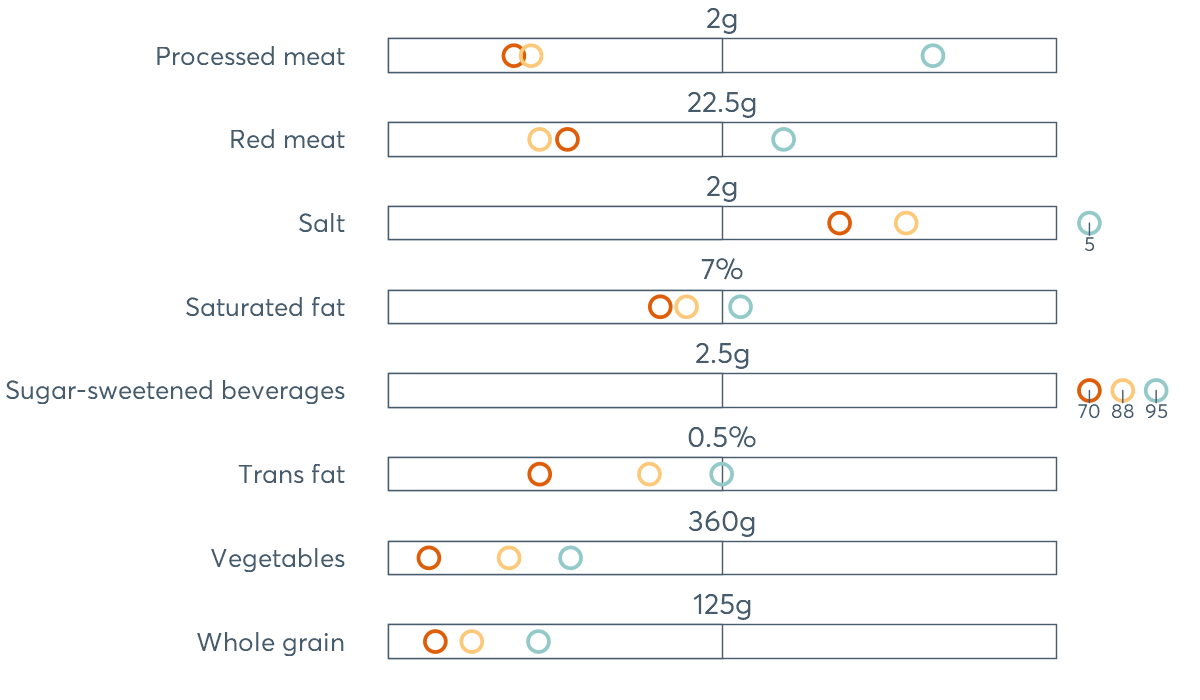 2g
Processed meat
22.5g
Red meat
2g
Salt
5
7%
Saturated fat
2.5g
Sugar-sweetened beverages
70 88 95
0.5%
Trans fat
360g
Vegetables
125g
Whole grain